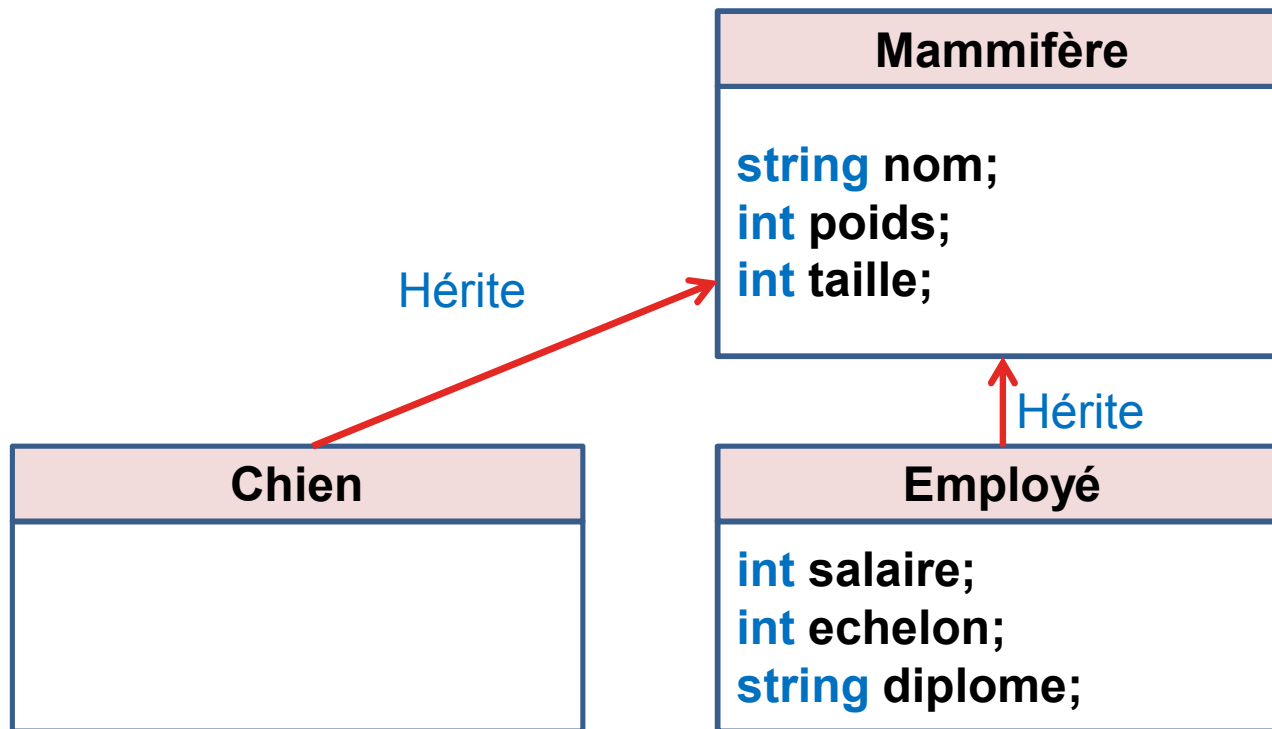 Mammifère
string nom;
int poids;
int taille;
Hérite
Hérite
Chien
Employé
int salaire;
int echelon;
string diplome;